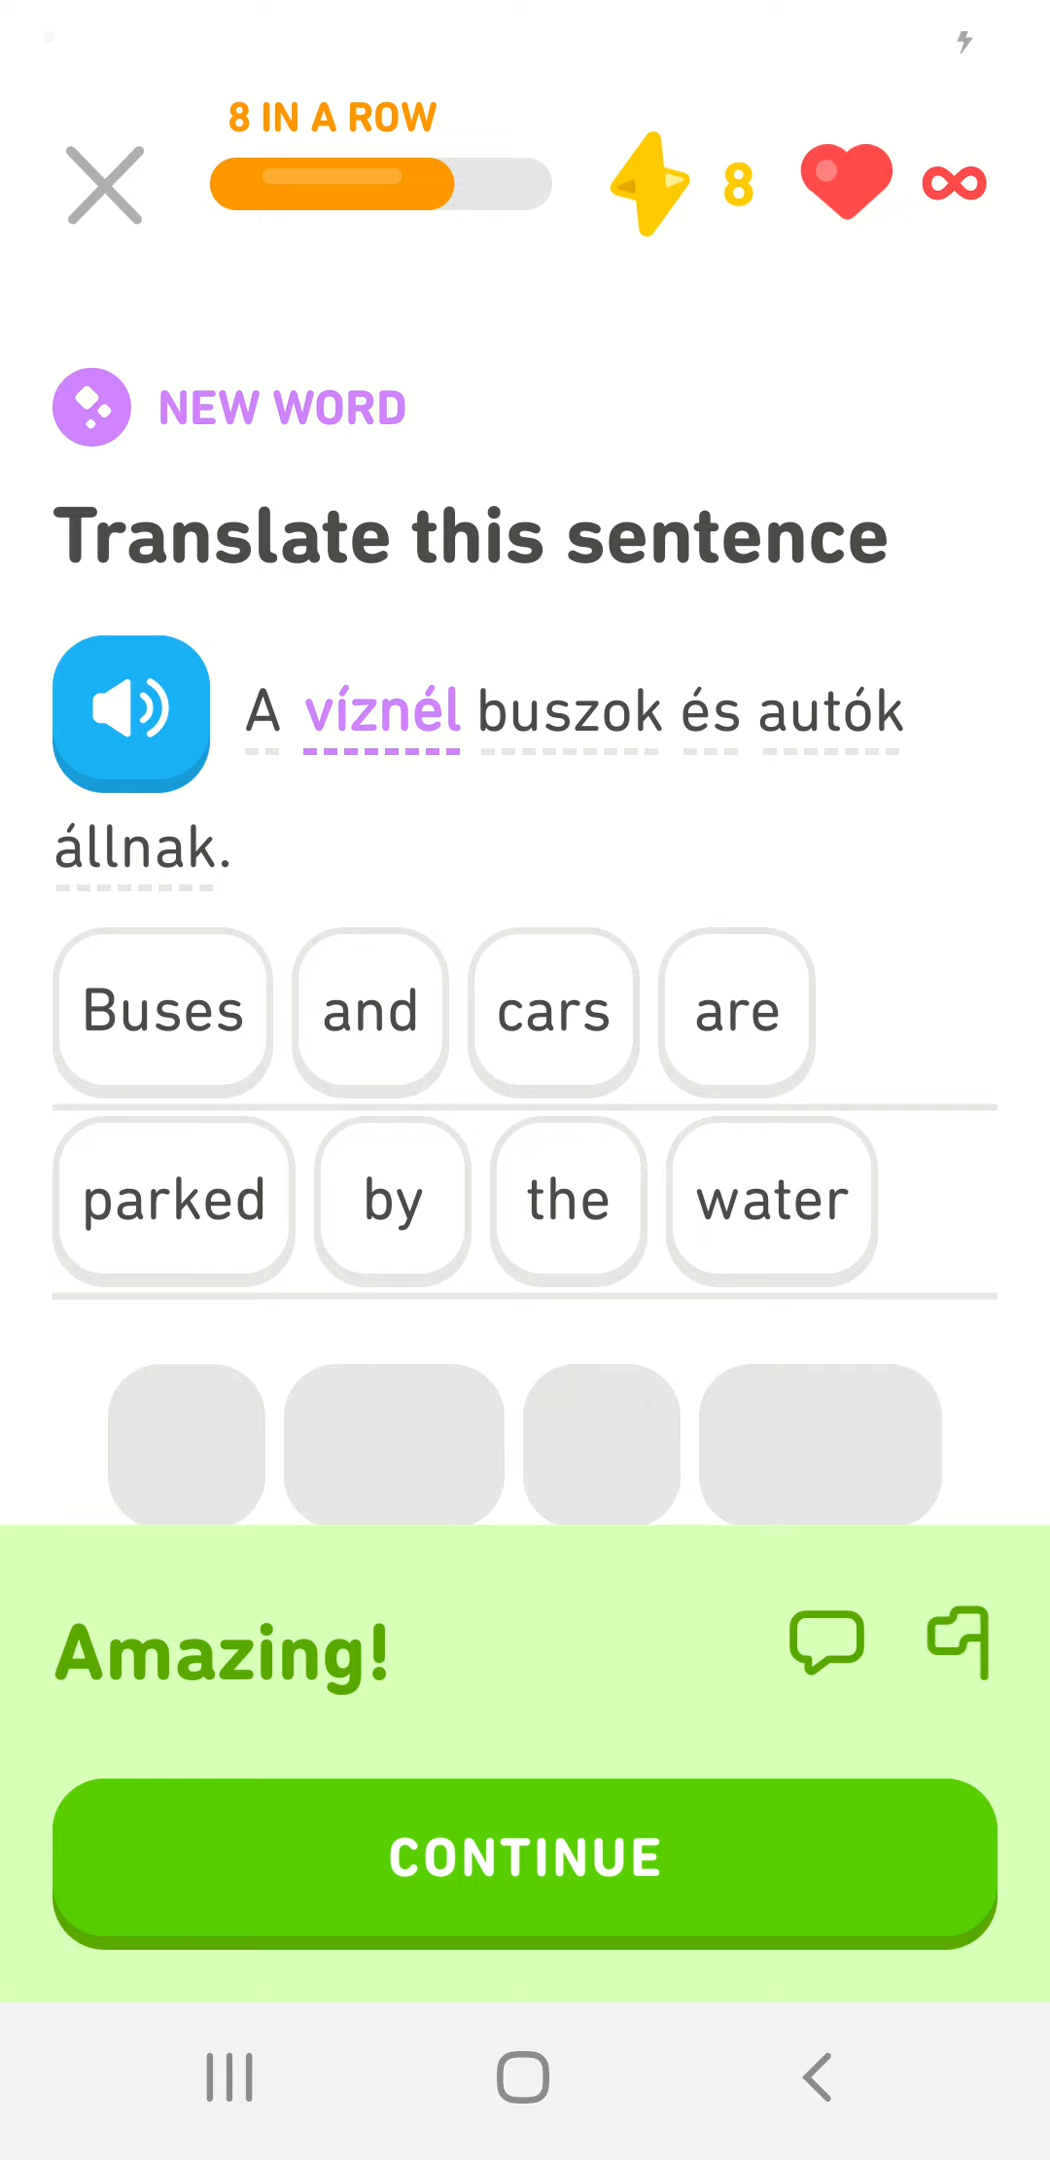 8 IN A ROW
8
∞
NEW WORD
Translate this sentence
A víznél buszok és autók
állnak.
Buses and cars are
parked by the water
Amazing!
CONTINUE